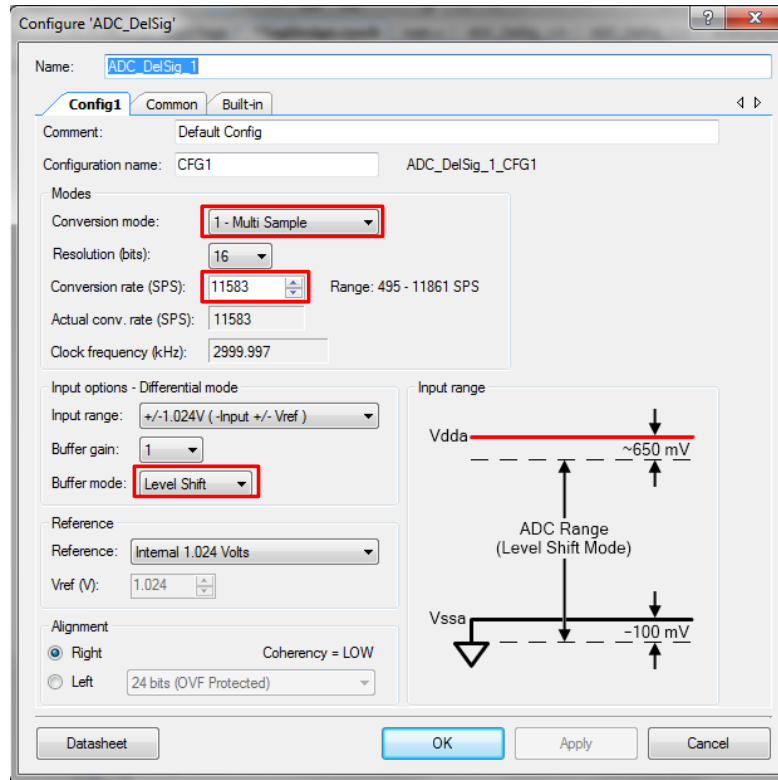 Configure 'ADC_DelSig'
Name: ADC_DelSig_1
Config1 Common Built-in
Comment: Default Config
Configuration name: CFG1 ADC_DelSig_1_CFG1
Modes
Conversion mode: 1 - Multi Sample
Resolution (bits): 16
Conversion rate (SPS): 11583 Range: 495 - 11861 SPS
Actual conv. rate (SPS): 11583
Clock frequency (kHz): 2999.997
Input options - Differential mode
Input range: +/-1.024V ( -Input +/- Vref )
Buffer gain: 1
Buffer mode: Level Shift
Reference
Reference: Internal 1.024 Volts
Vref (V): 1.024
Alignment
Right Coherency = LOW
Left 24 bits (OVF Protected)
Input range
Vdda
~650 mV
ADC Range
(Level Shift Mode)
Vssa
~100 mV
Datasheet OK Apply Cancel